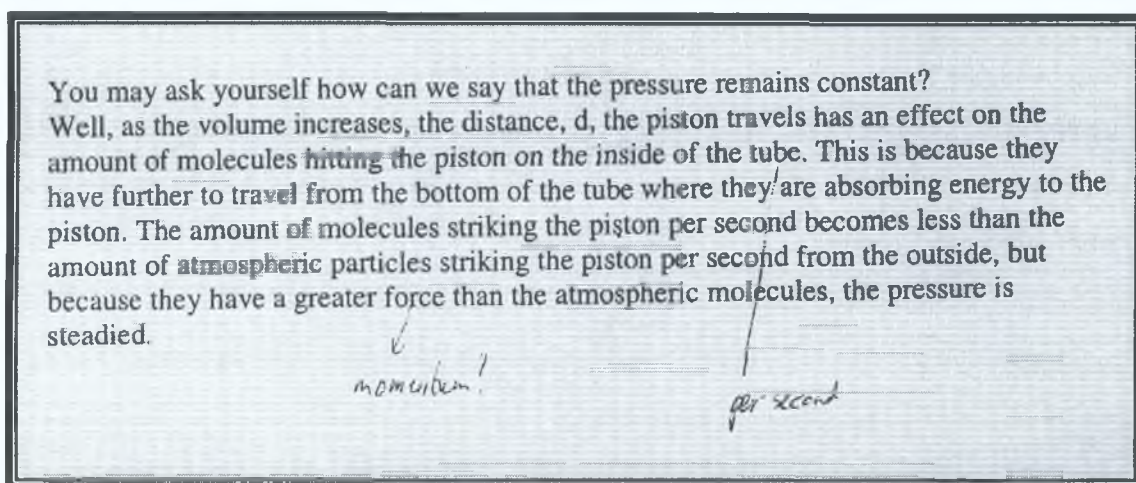 You may ask yourself how can we say that the pressure remains constant?
Well, as the volume increases, the distance, d, the piston travels has an effect on the
amount of molecules hitting the piston on the inside of the tube. This is because they
have further to travel from the bottom of the tube where they are absorbing energy to the
piston. The amount of molecules striking the piston per second becomes less than the
amount of atmospheric particles striking the piston per second from the outside, but
because they have a greater force than the atmospheric molecules, the pressure is
steadied.
momentum?
per second